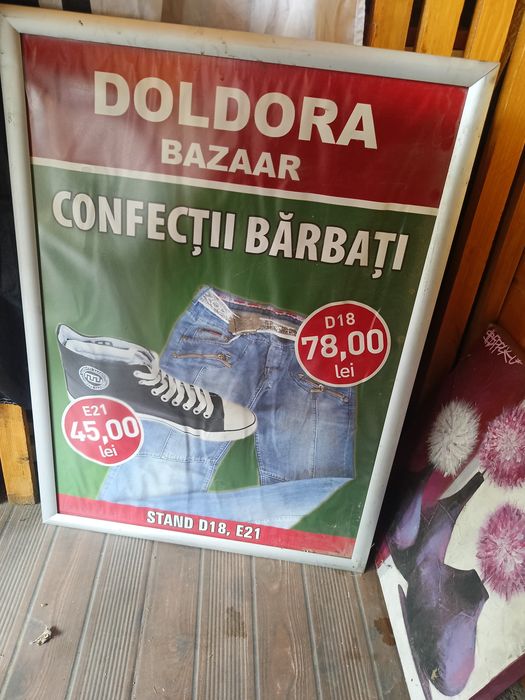 DOLDORA
BAZAAR
CONFECȚII BĂRBAȚI
D18
78,00
lei
E21
45,00
lei
STAND D18, E21